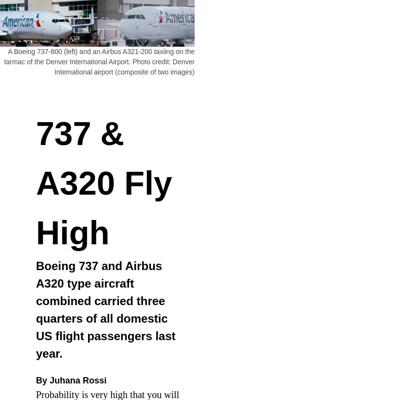 American
American
A Boeing 737-800 (left) and an Airbus A321-200 taxiing on the
tarmac of the Denver International Airport. Photo credit: Denver
International airport (composite of two images)
737 &
A320 Fly
High
Boeing 737 and Airbus
A320 type aircraft
combined carried three
quarters of all domestic
US flight passengers last
year.
By Juhana Rossi
Probability is very high that you will